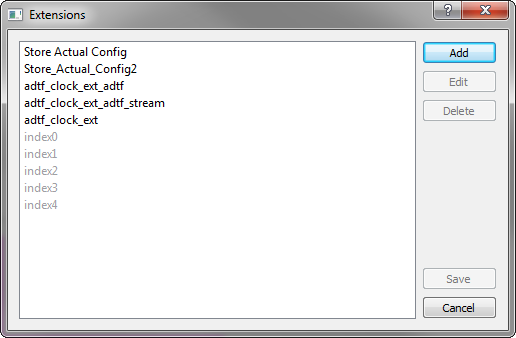 Extensions
Store Actual Config
Store_Actual_Config2
adtf_clock_ext_adtf
adtf_clock_ext_adtf_stream
adtf_clock_ext
index0
index1
index2
index3
index4
Add
Edit
Delete
Save
Cancel